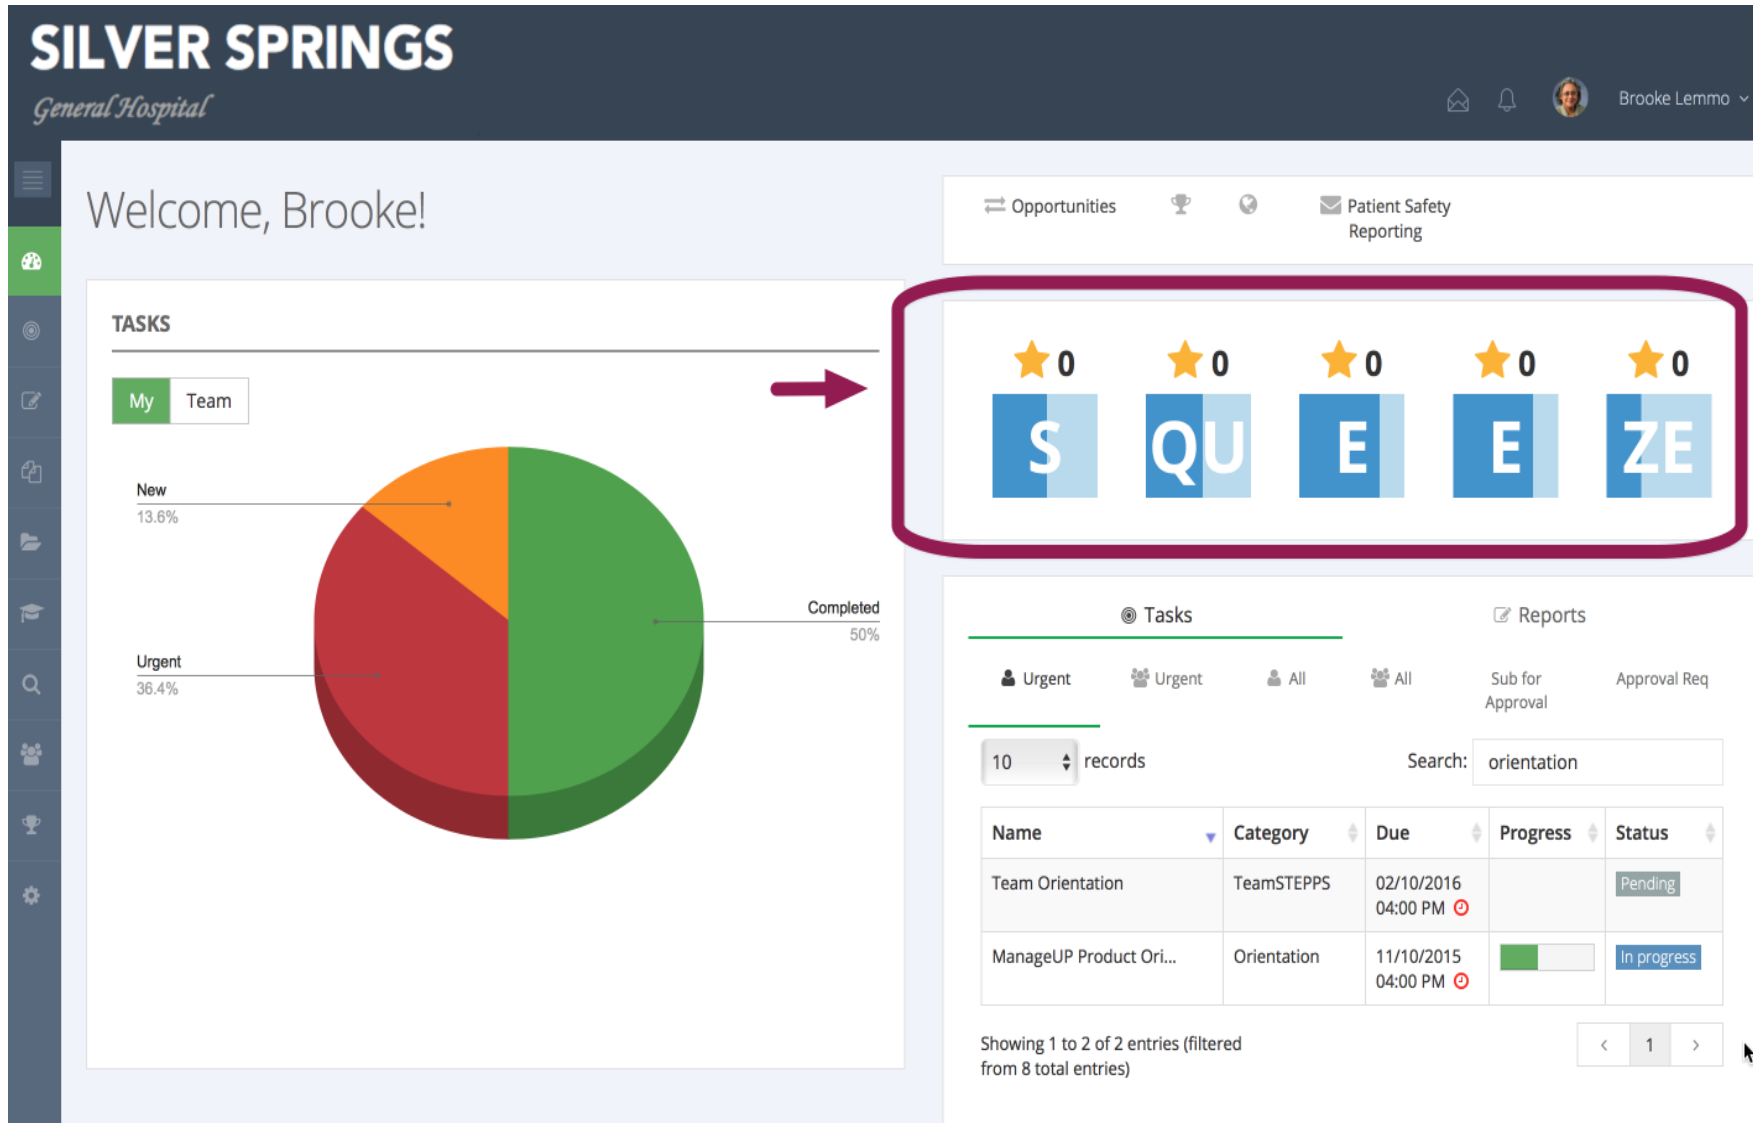 SILVER SPRINGS
General Hospital
Brooke Lemmo
Welcome, Brooke!
Opportunities
Patient Safety
Reporting
TASKS
My Team
New
13.6%
Urgent
36.4%
Completed
50%
0 0 0 0 0
S QU E E ZE
Tasks Reports
Urgent Urgent All All Sub for
Approval Approval Req
10 records Search: orientation
Name Category Due Progress Status
Team Orientation TeamSTEPPS 02/10/2016
04:00 PM Pending
ManageUP Product Ori... Orientation 11/10/2015
04:00 PM In progress
Showing 1 to 2 of 2 entries (filtered
from 8 total entries)
< 1 >